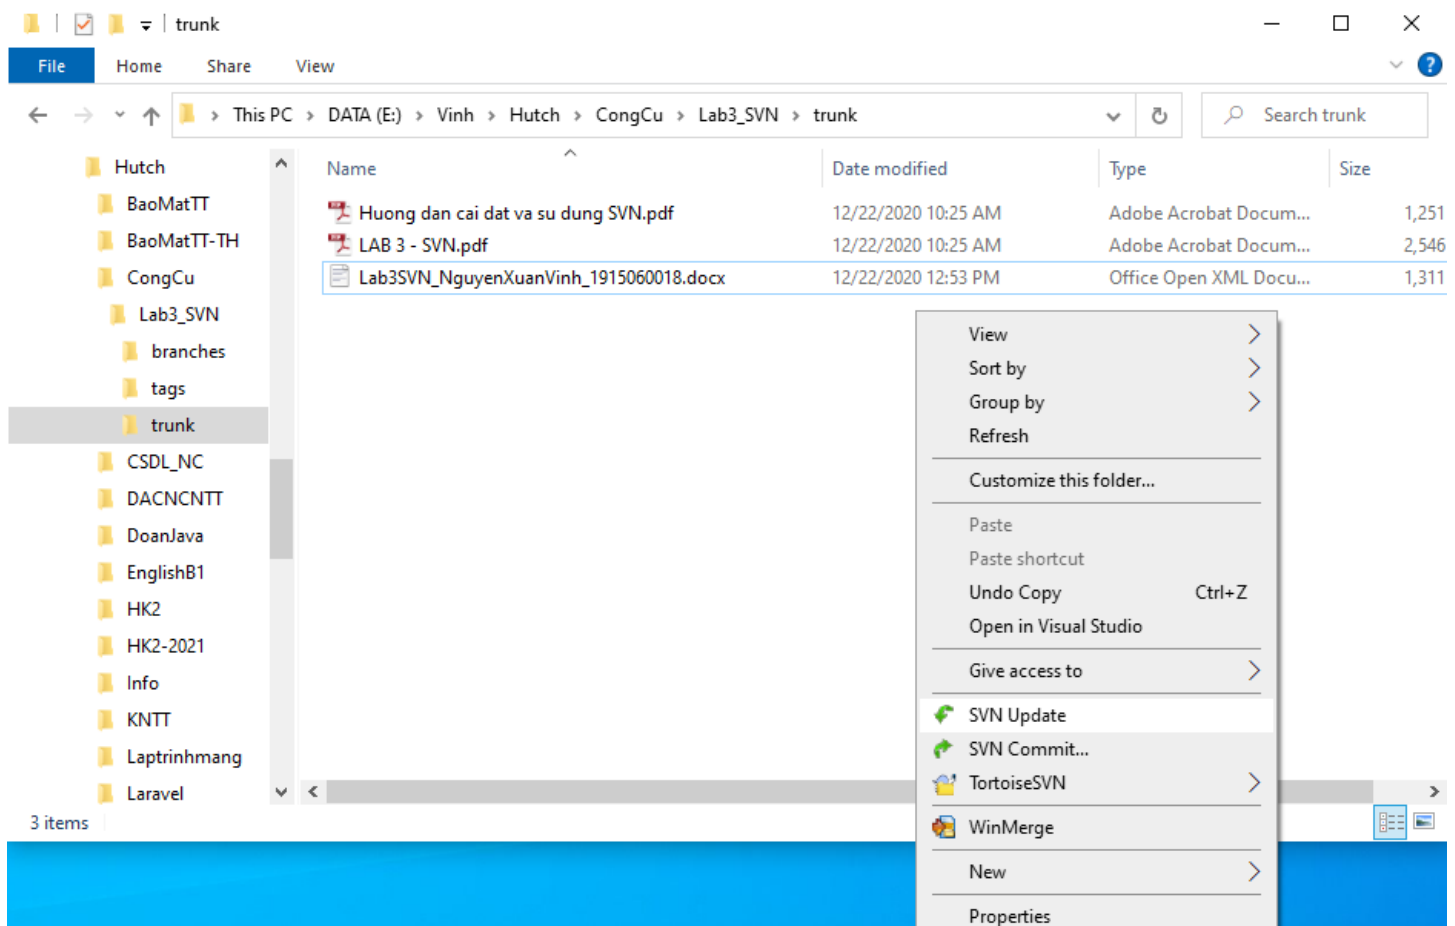 trunk
File Home Share View
This PC > DATA (E:) > Vinh > Hutch > CongCu > Lab3_SVN > trunk
Search trunk
Hutch
BaoMatTT
BaoMatTT-TH
CongCu
Lab3_SVN
branches
tags
trunk
CSDL_NC
DACNCNTT
DoanJava
EnglishB1
HK2
HK2-2021
Info
KNTT
Laptrinhmang
Laravel
Name Date modified Type Size
Huong dan cai dat va su dung SVN.pdf 12/22/2020 10:25 AM Adobe Acrobat Docum... 1,251
LAB 3 - SVN.pdf 12/22/2020 10:25 AM Adobe Acrobat Docum... 2,546
Lab3SVN_NguyenXuanVinh_1915060018.docx 12/22/2020 12:53 PM Office Open XML Docu... 1,311
View
Sort by
Group by
Refresh
Customize this folder...
Paste
Paste shortcut
Undo Copy Ctrl+Z
Open in Visual Studio
Give access to
SVN Update
SVN Commit...
TortoiseSVN
WinMerge
New
Properties
3 items